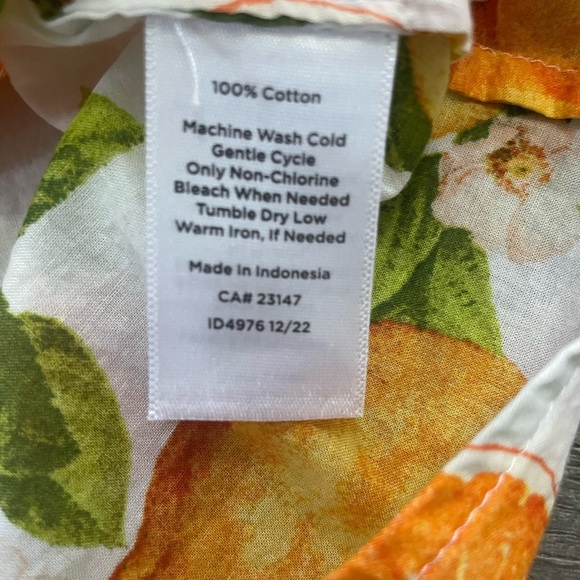 100% Cotton
Machine Wash Cold
Gentle Cycle
Only Non-Chlorine
Bleach When Needed
Tumble Dry Low
Warm Iron, If Needed
Made in Indonesia
CA# 23147
ID4976 12/22